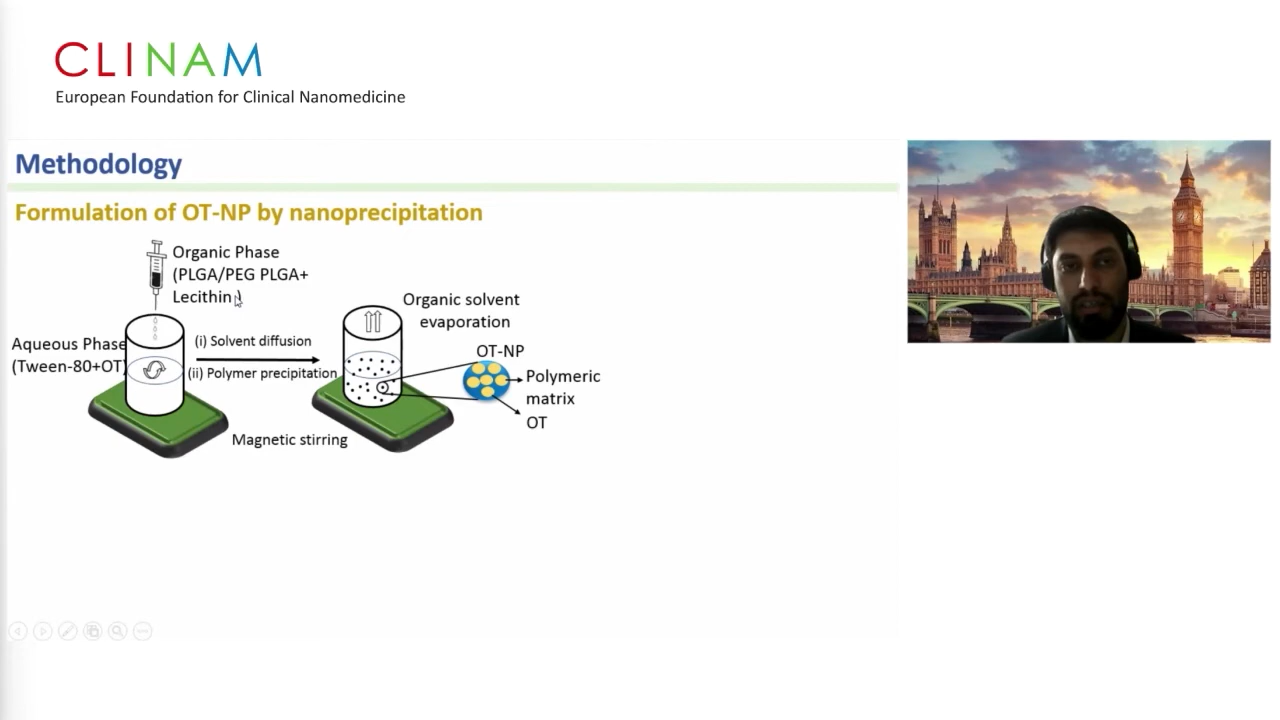 CLINAM
European Foundation for Clinical Nanomedicine
Methodology
Formulation of OT-NP by nanoprecipitation
Organic Phase
(PLGA/PEG PLGA+
Lecithin)
Aqueous Phase
(Tween-80+OT)
(i) Solvent diffusion
(ii) Polymer precipitation
Magnetic stirring
Organic solvent
evaporation
OT-NP
Polymeric
matrix
OT